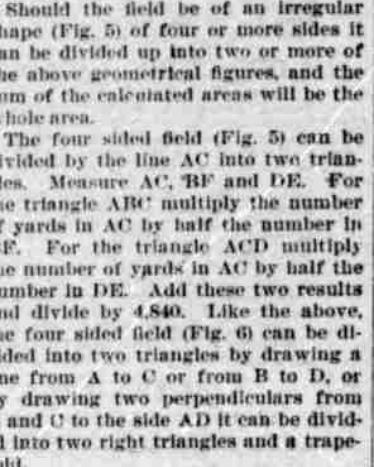 Should the field be of an irregular
hape (Fig. 5) of four or more sides it
an be divided up into two or more of
he above geometrical figures, and the
um of the calculated areas will be the
hole area.
The four sided field (Fig. 5) can be
ivided by the line AC into two trian-
les. Measure AC, BF and DE. For
he triangle ABC multiply the number
f yards in AC by half the number in
BF. For the triangle ACD multiply
he number of yards in AC by half the
umber in DE. Add these two results
nd divide by 4,840. Like the above,
he four sided field (Fig. 6) can be di-
ided into two triangles by drawing a
ine from A to C or from B to D, or
y drawing two perpendiculars from
and C to the side AD it can be divid-
d into two right triangles and a trape-
oid.